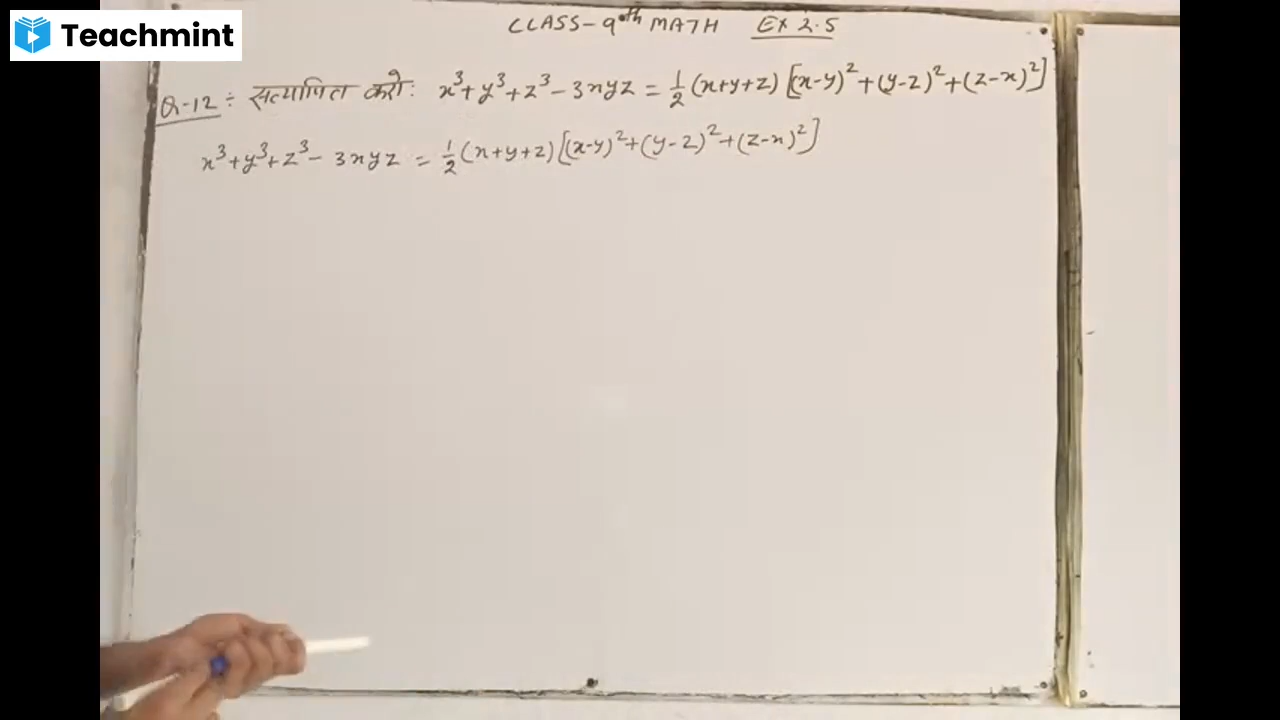 Teachmint
CLASS-9th MATH EX 2.5
Q-12 ÷ सत्यापित करो: x³+y³+z³-3xyz = 1/2 (x+y+z) [(x-y)²+(y-z)²+(z-x)²]
x³+y³+z³-3xyz = 1/2 (x+y+z) [(x-y)²+(y-z)²+(z-x)²]